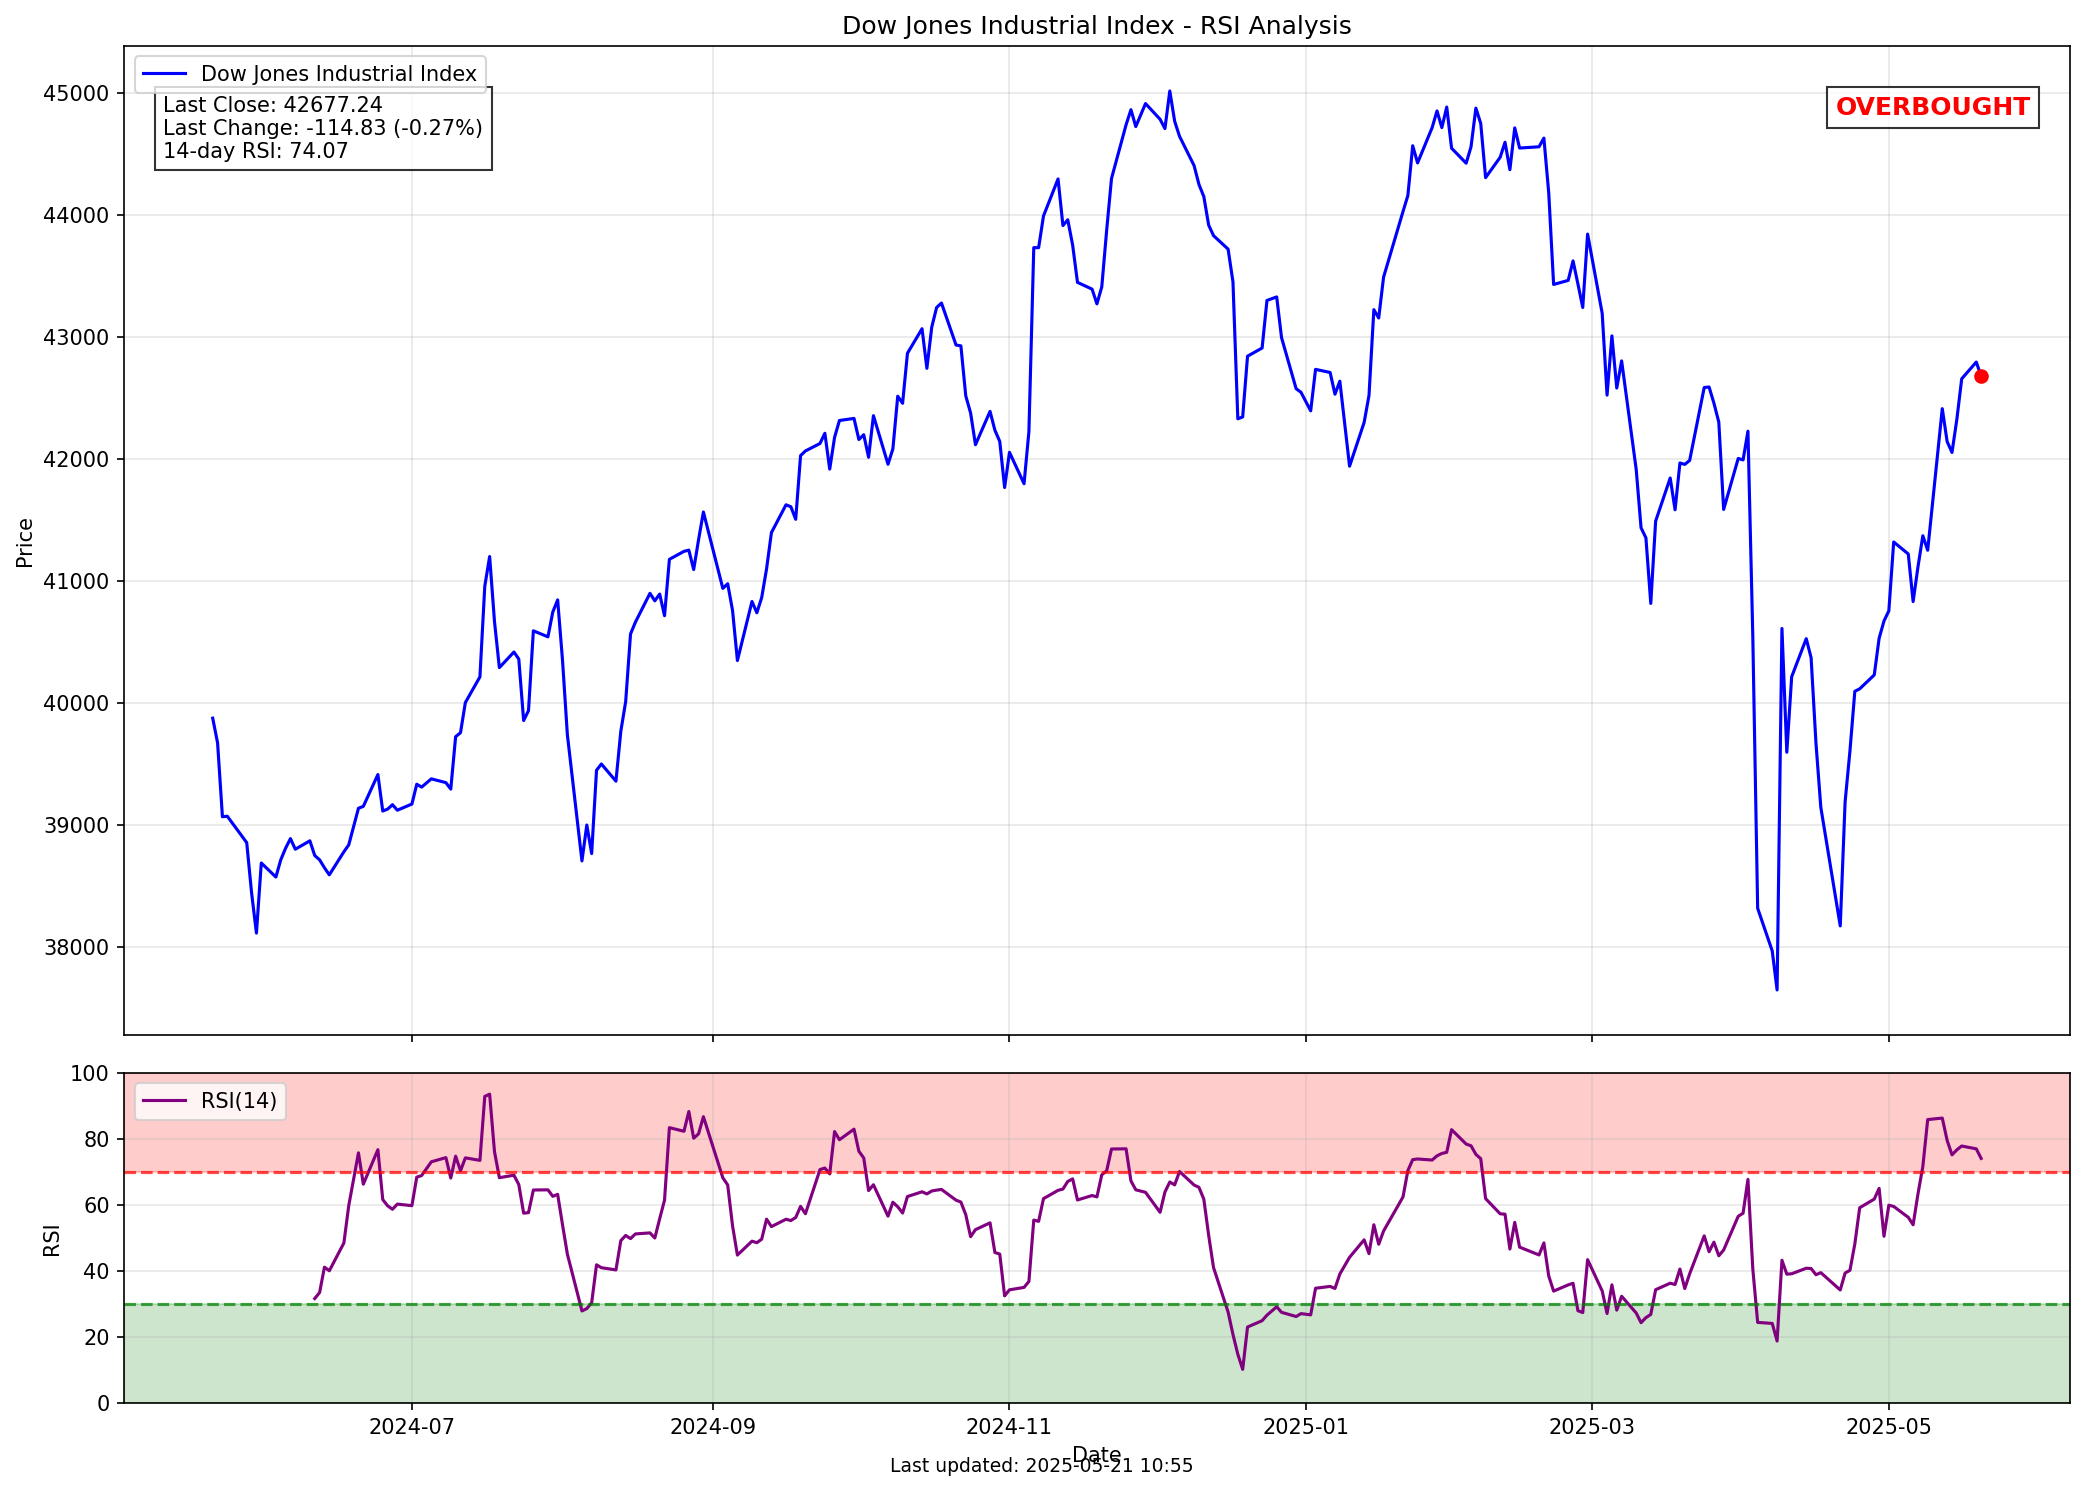 Dow Jones Industrial Index - RSI Analysis
Dow Jones Industrial Index
Last Close: 42677.24
Last Change: -114.83 (-0.27%)
14-day RSI: 74.07
OVERBOUGHT
45000
44000
43000
42000
41000
40000
39000
38000
Price
RSI(14)
100
80
60
40
20
0
RSI
2024-07
2024-09
2024-11
2025-01
2025-03
2025-05
Date
Last updated: 2025-05-21 10:55